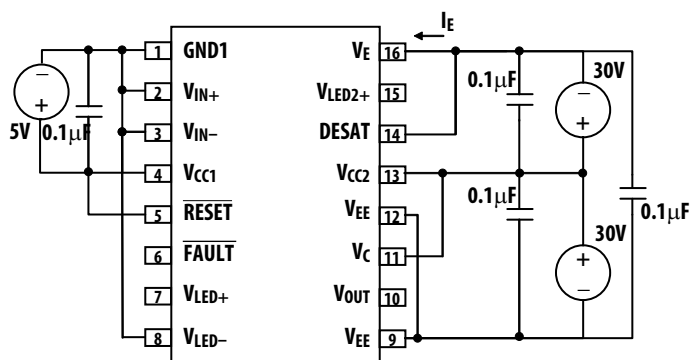 I_E
1 GND1
2 V_IN+
3 V_IN–
4 V_CC1
5 RESET
6 FAULT
7 V_LED+
8 V_LED–
V_E 16
V_LED2+ 15
DESAT 14
V_CC2 13
V_EE 12
V_C 11
V_OUT 10
V_EE 9
– +
5V 0.1µF
0.1µF
30V
– +
0.1µF
30V
+ –
0.1µF